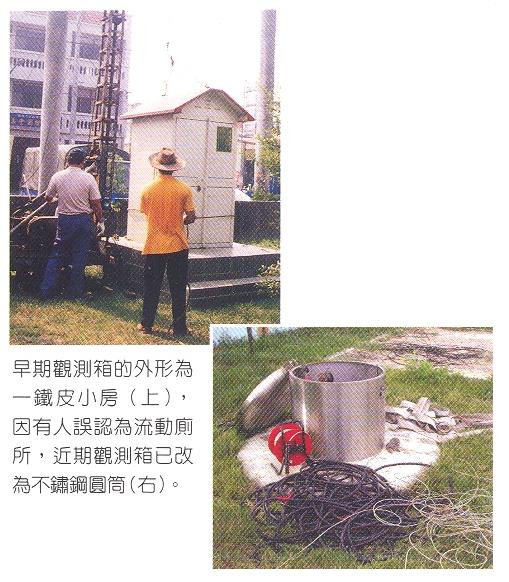 早期觀測箱的外形為
一鐵皮小房（上），
因有人誤認為流動廁
所，近期觀測箱已改
為不鏽鋼圓筒（右）。